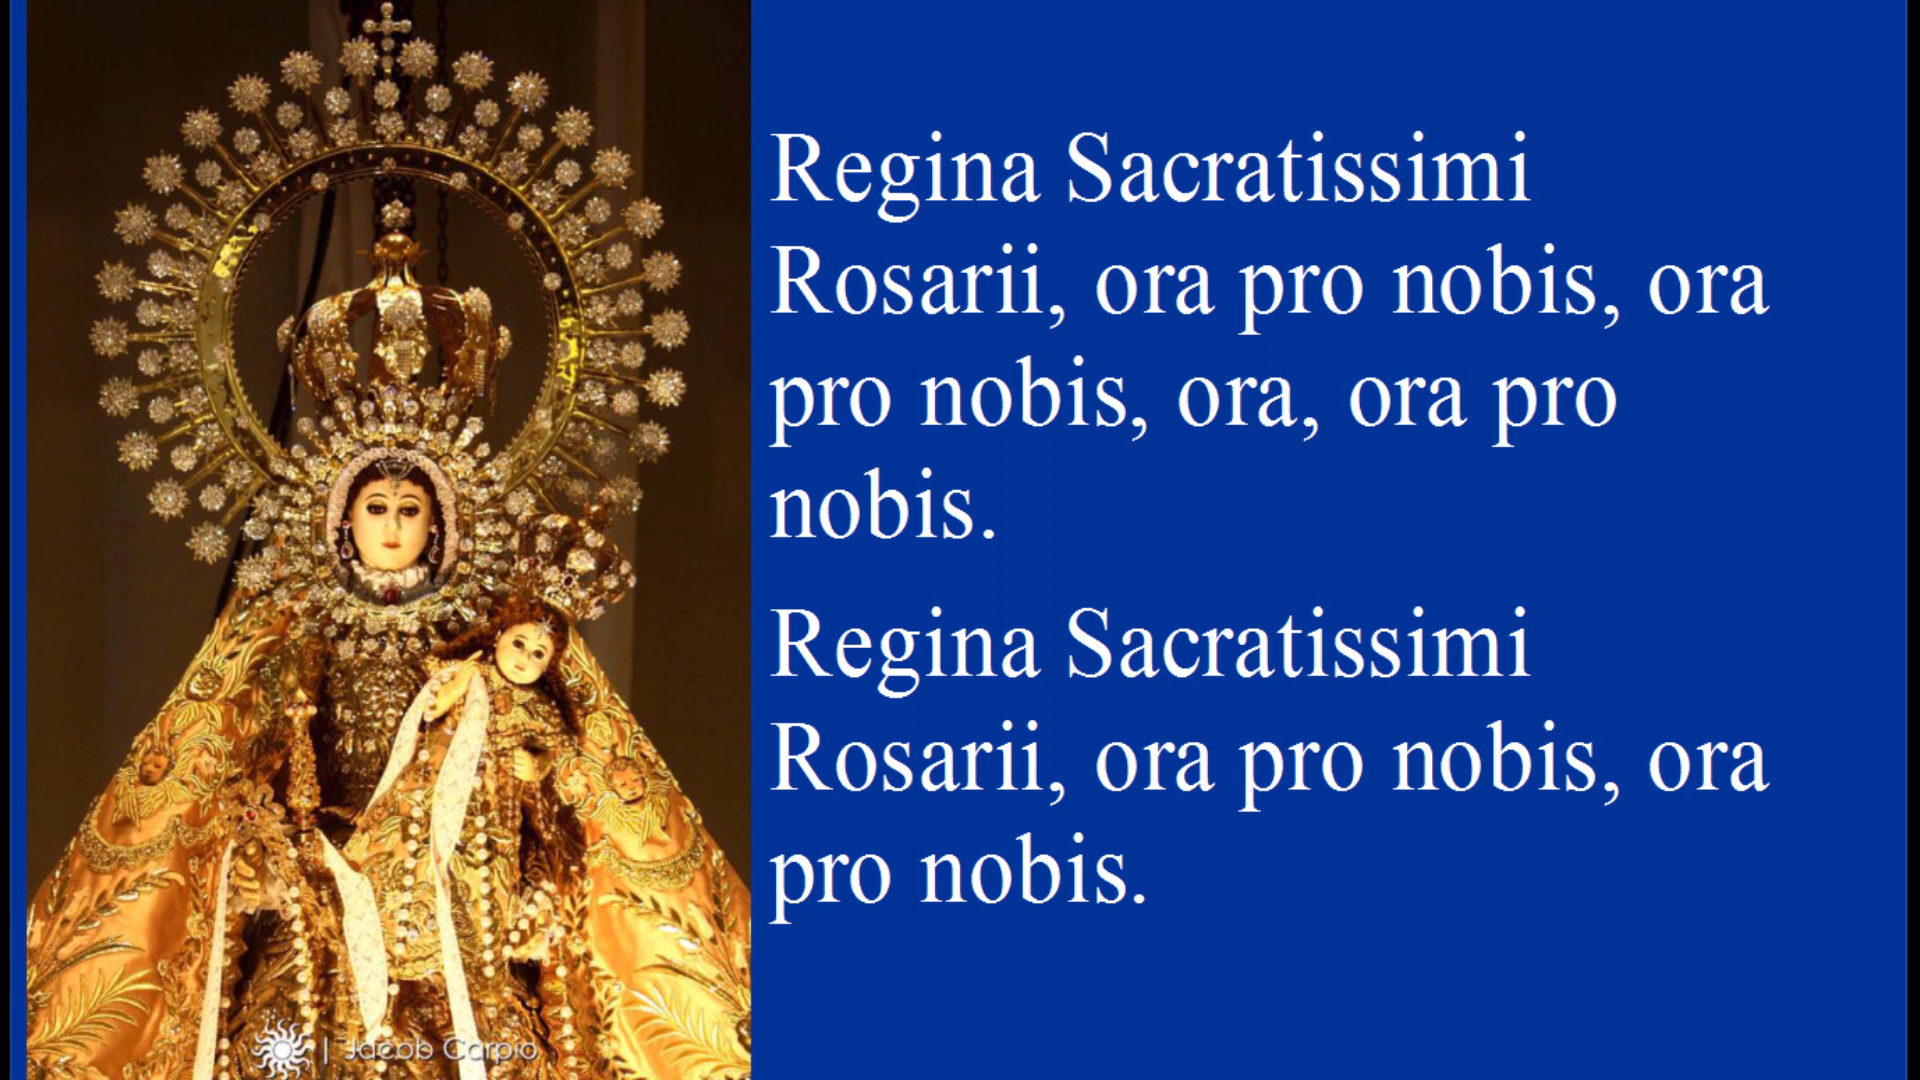 Regina Sacratissimi
Rosarii, ora pro nobis, ora
pro nobis, ora, ora pro
nobis.
Regina Sacratissimi
Rosarii, ora pro nobis, ora
pro nobis.
| Jacob Carpio